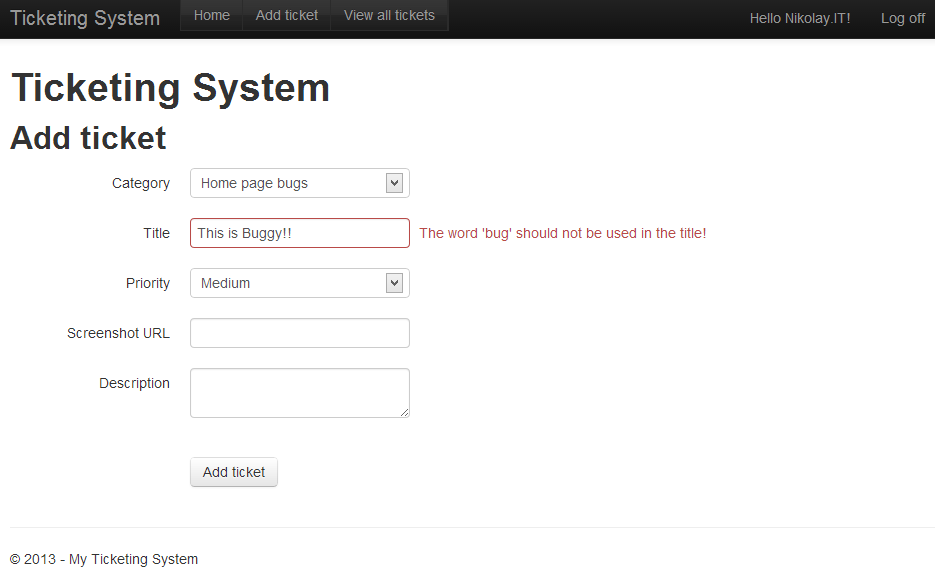 Ticketing System Home Add ticket View all tickets Hello Nikolay.IT! Log off
Ticketing System
Add ticket
Category Home page bugs
Title This is Buggy!! The word 'bug' should not be used in the title!
Priority Medium
Screenshot URL
Description
Add ticket
© 2013 - My Ticketing System